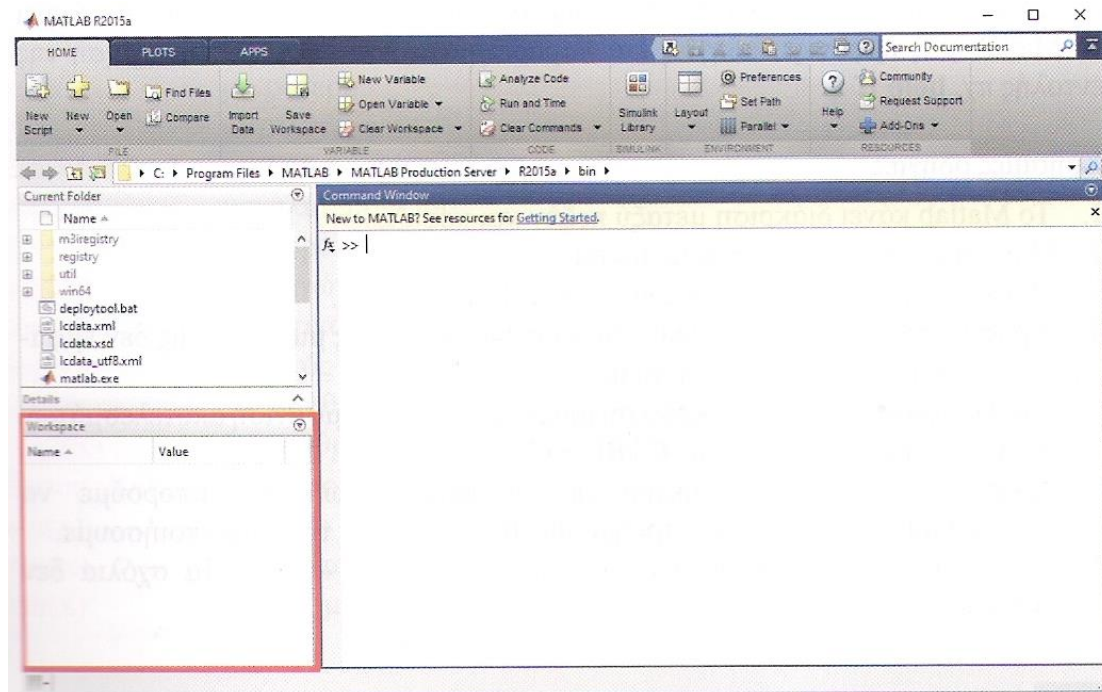 MATLAB R2015a
HOME PLOTS APPS
Search Documentation
New Script
New
Open
Find Files
Compare
Import Data
Save Workspace
New Variable
Open Variable
Clear Workspace
Analyze Code
Run and Time
Clear Commands
Simulink Library
Layout
Preferences
Set Path
Parallel
Help
Community
Request Support
Add-Ons
FILE VARIABLE CODE SIMULINK ENVIRONMENT RESOURCES
C: Program Files MATLAB MATLAB Production Server R2015a bin
Current Folder
Name
m3iregistry
registry
util
win64
deploytool.bat
lcdata.xml
lcdata.xsd
lcdata_utf8.xml
matlab.exe
Details
Workspace
Name Value
Command Window
New to MATLAB? See resources for Getting Started.
fx >>